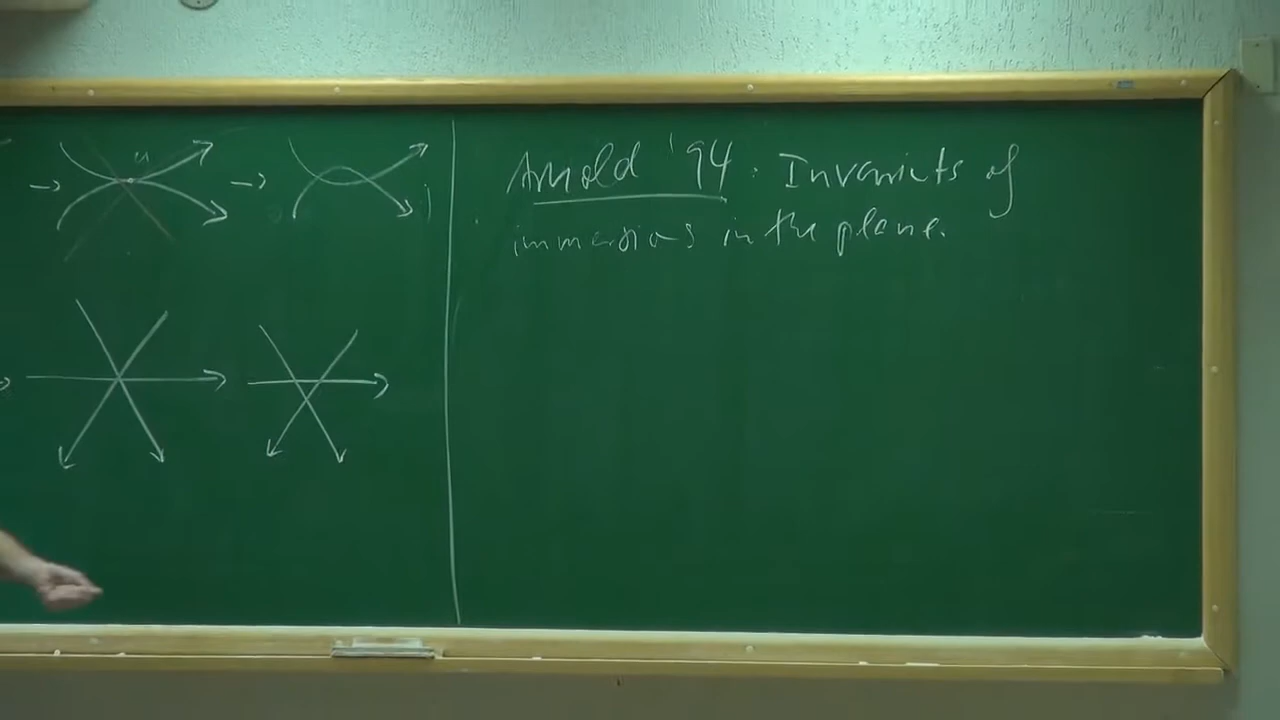 Arnold '94: Invariants of
immersions in the plane.